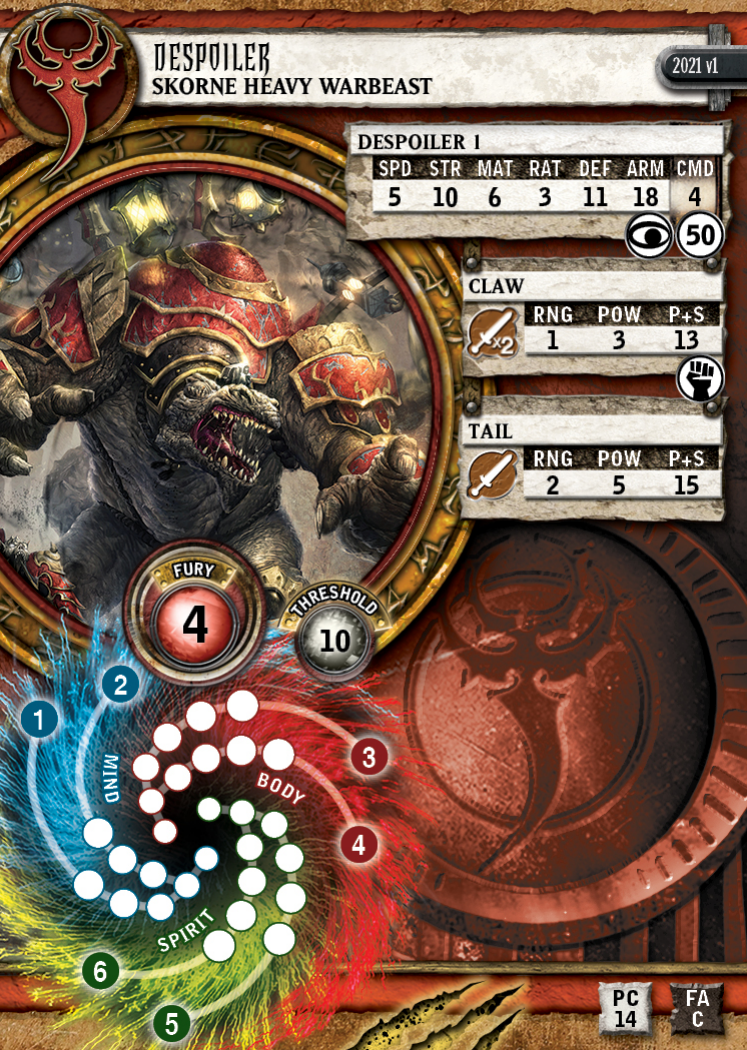 DESPOILER
SKORNE HEAVY WARBEAST
2021 v1
DESPOILER 1
SPD STR MAT RAT DEF ARM CMD
5 10 6 3 11 18 4
50
CLAW
RNG POW P+S
x2 1 3 13
TAIL
RNG POW P+S
2 5 15
FURY
4
THRESHOLD
10
2
1
MIND
BODY
3
4
SPIRIT
6
5
PC
14
FA
C